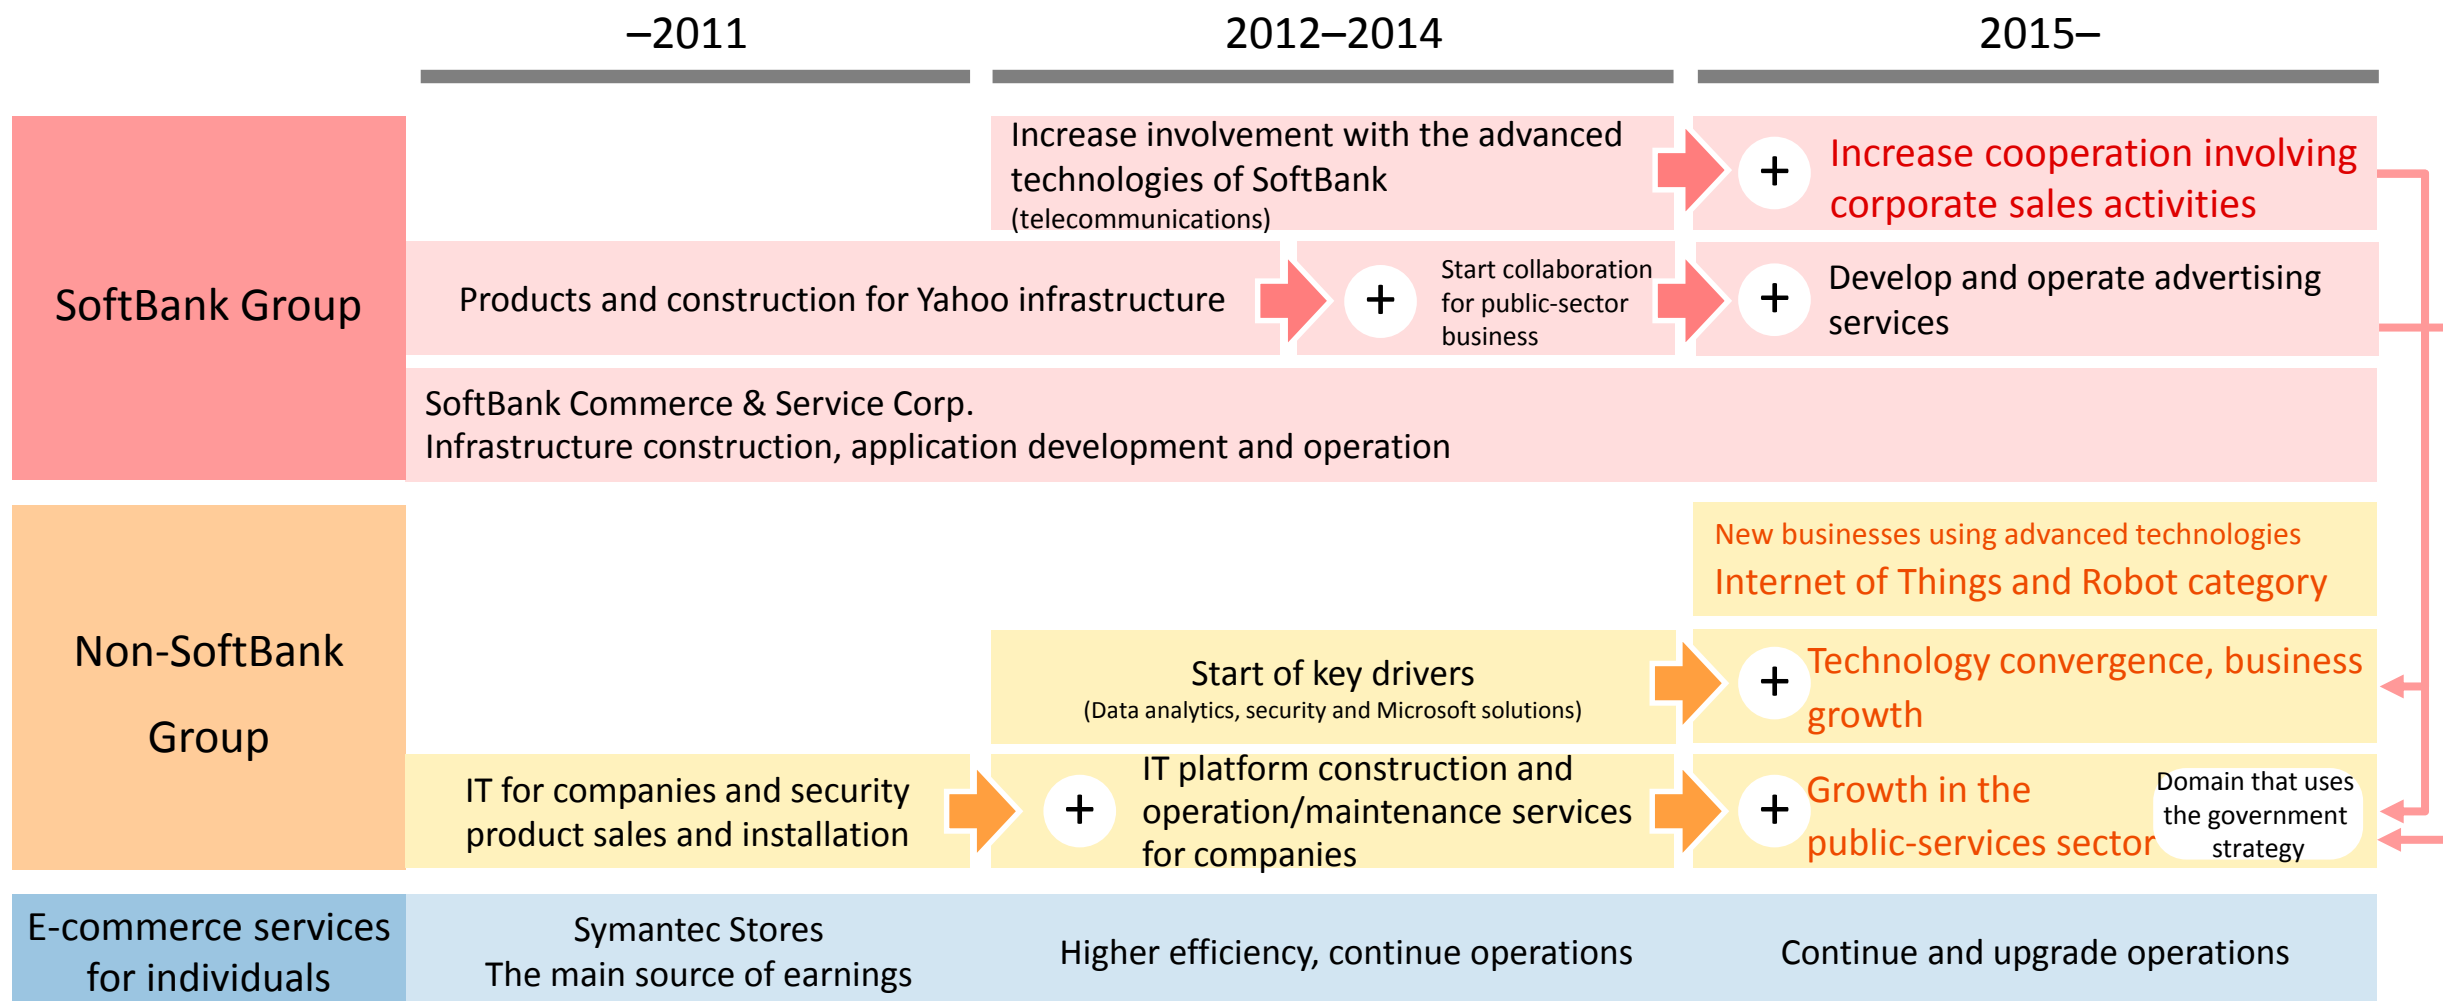 –2011
2012–2014
2015–
SoftBank Group
Increase involvement with the advanced
technologies of SoftBank
(telecommunications)
+
Increase cooperation involving
corporate sales activities
Products and construction for Yahoo infrastructure
+
Start collaboration
for public-sector
business
+
Develop and operate advertising
services
SoftBank Commerce & Service Corp.
Infrastructure construction, application development and operation
Non-SoftBank
Group
New businesses using advanced technologies
Internet of Things and Robot category
Start of key drivers
(Data analytics, security and Microsoft solutions)
+
Technology convergence, business
growth
IT for companies and security
product sales and installation
+
IT platform construction and
operation/maintenance services
for companies
+
Growth in the
public-services sector
Domain that uses
the government
strategy
E-commerce services
for individuals
Symantec Stores
The main source of earnings
Higher efficiency, continue operations
Continue and upgrade operations